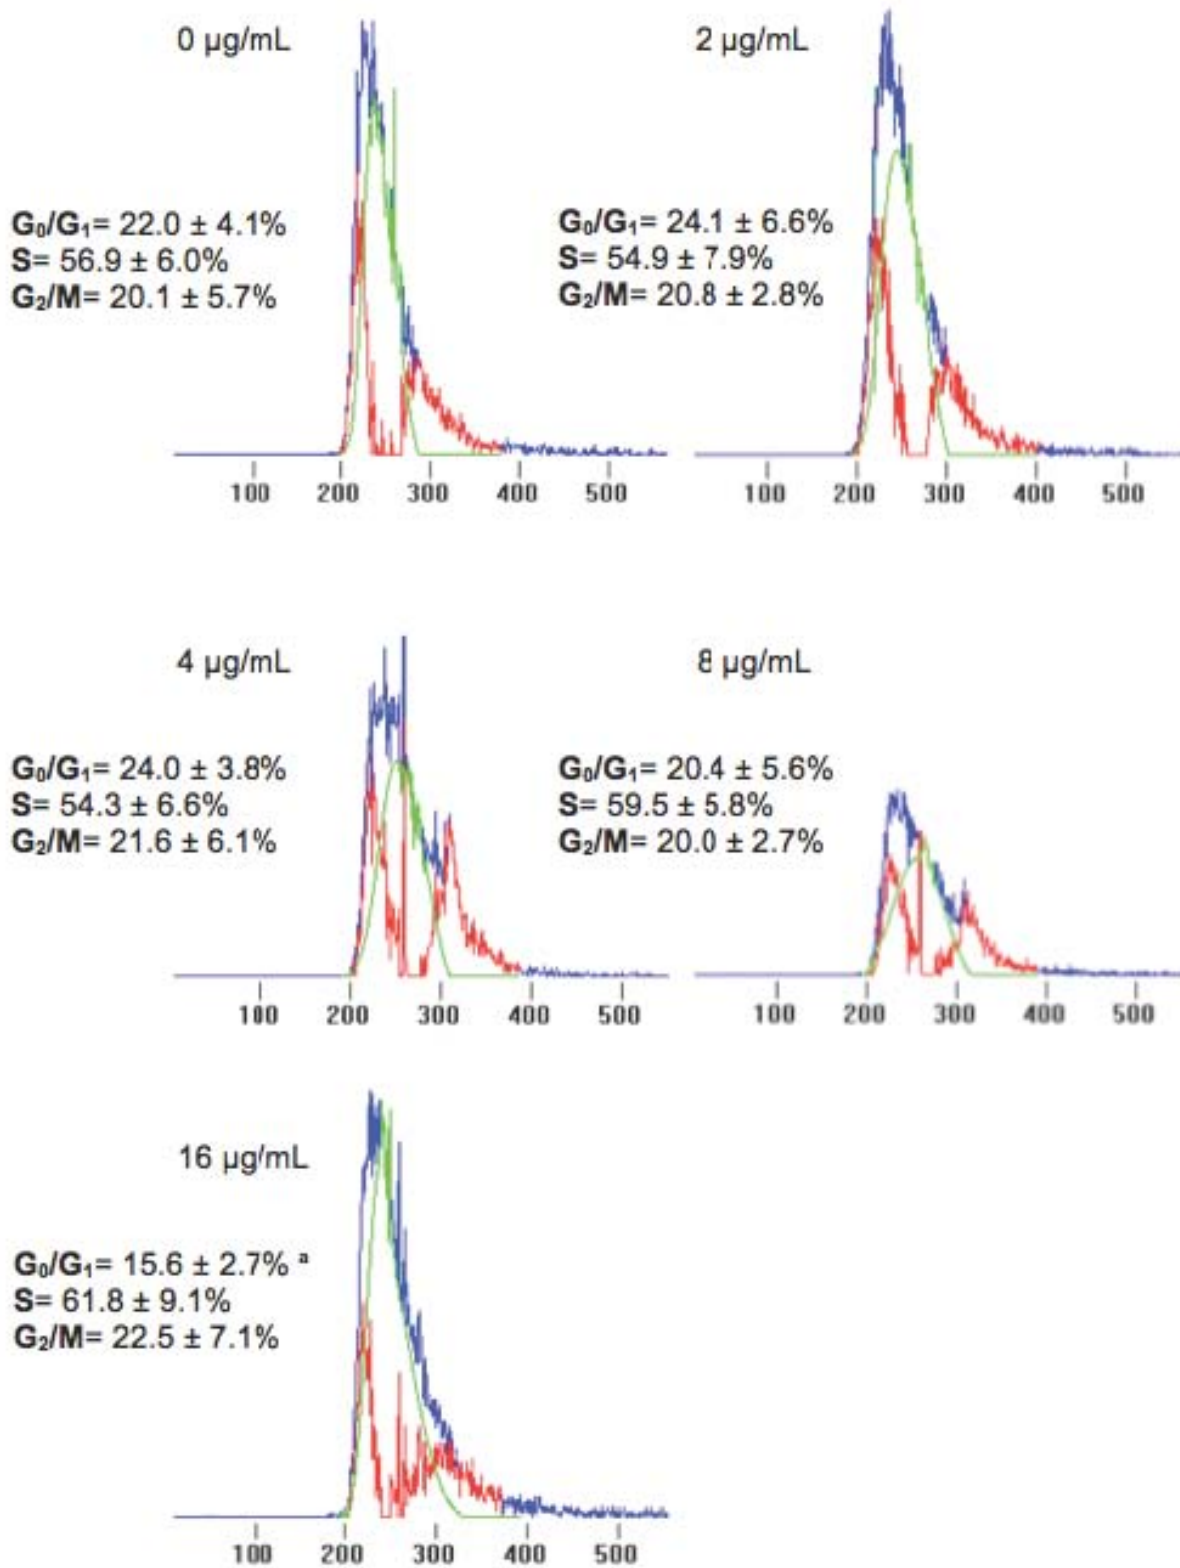 0 µg/mL
G₀/G₁= 22.0 ± 4.1%
S= 56.9 ± 6.0%
G₂/M= 20.1 ± 5.7%
100 200 300 400 500
2 µg/mL
G₀/G₁= 24.1 ± 6.6%
S= 54.9 ± 7.9%
G₂/M= 20.8 ± 2.8%
100 200 300 400 500
4 µg/mL
G₀/G₁= 24.0 ± 3.8%
S= 54.3 ± 6.6%
G₂/M= 21.6 ± 6.1%
100 200 300 400 500
8 µg/mL
G₀/G₁= 20.4 ± 5.6%
S= 59.5 ± 5.8%
G₂/M= 20.0 ± 2.7%
100 200 300 400 500
16 µg/mL
G₀/G₁= 15.6 ± 2.7% ᵃ
S= 61.8 ± 9.1%
G₂/M= 22.5 ± 7.1%
100 200 300 400 500